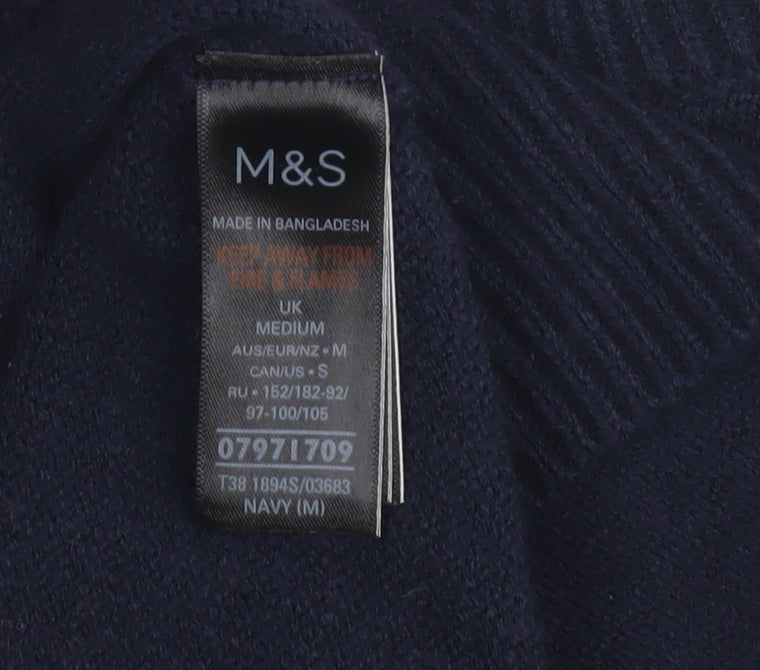 M&S
MADE IN BANGLADESH
KEEP AWAY FROM
FIRE & FLAMES
UK
MEDIUM
AUS/EUR/NZ • M
CAN/US • S
RU • 152/182-92/
97-100/105
07971709
T38 1894S/03683
NAVY (M)